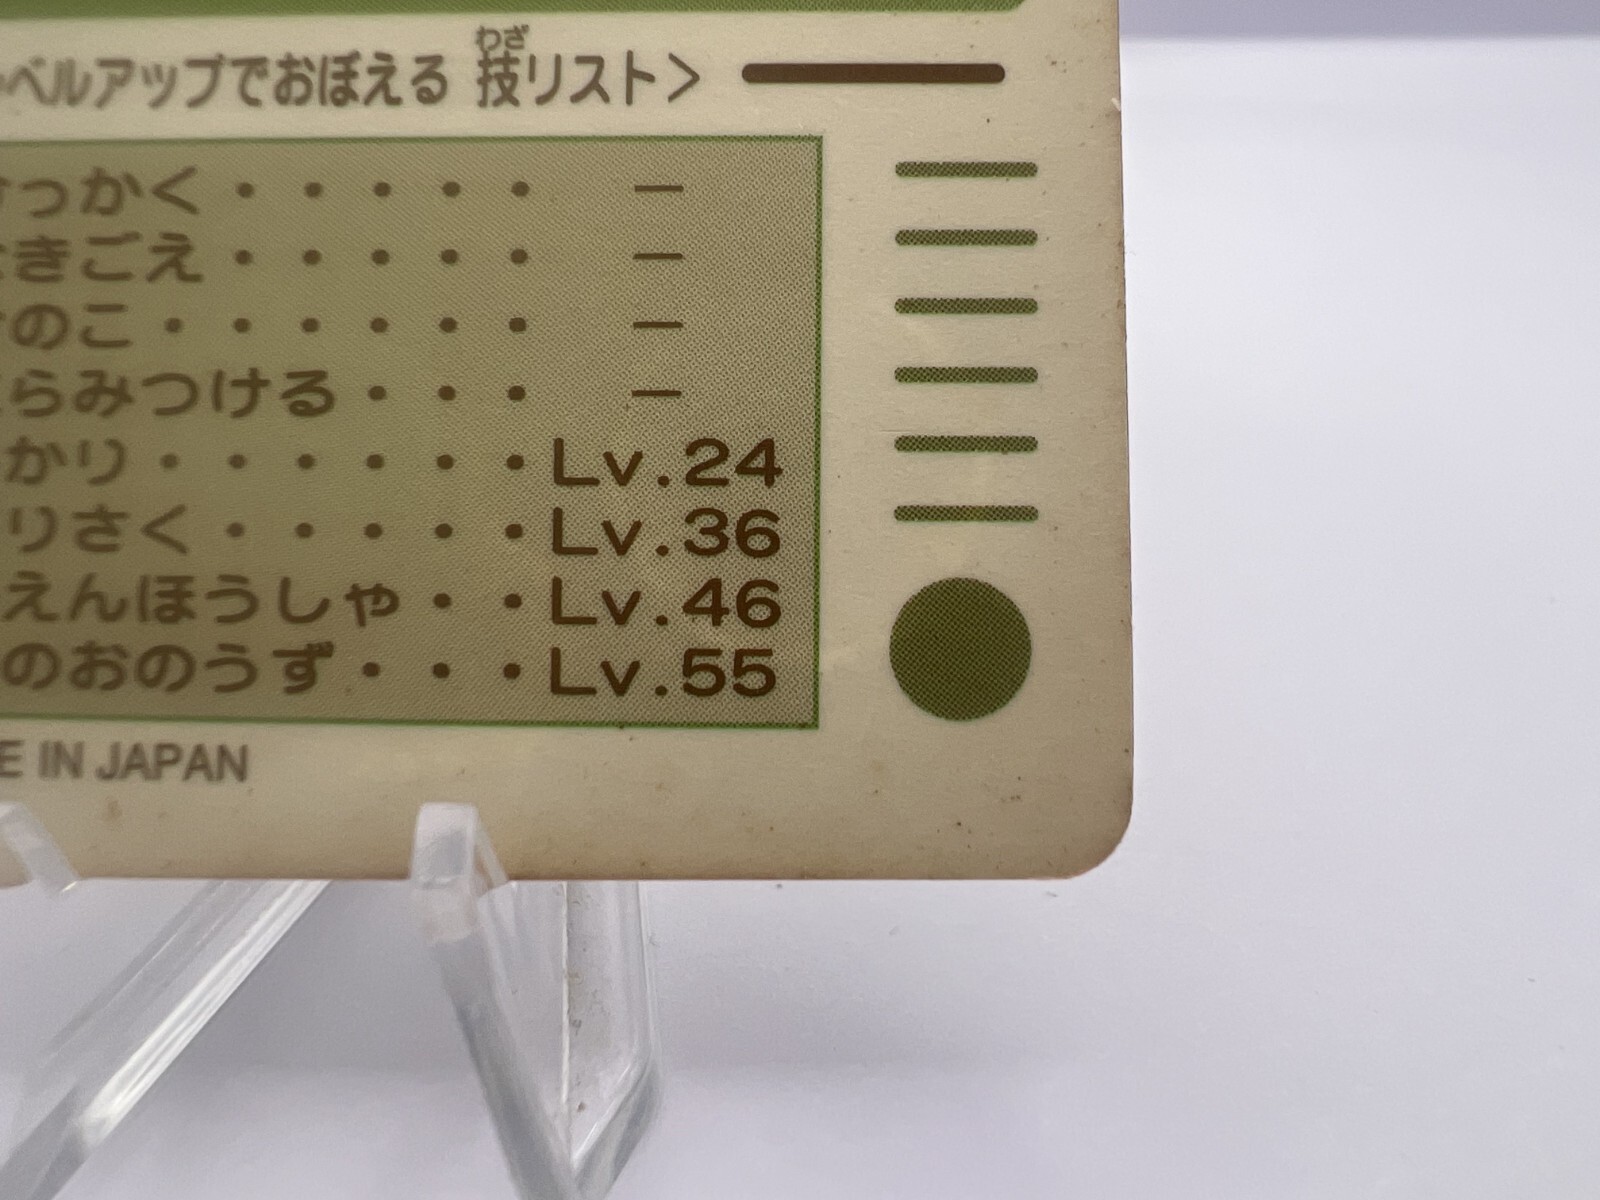 ベルアップでおぼえる 技リスト>
わざ
っかく・・・・・ー
きごえ・・・・・ー
のこ・・・・・・ー
らみつける・・・ー
かり・・・・・・Lv.24
りさく・・・・・Lv.36
えんほうしゃ・・Lv.46
のおのうず・・・Lv.55
E IN JAPAN